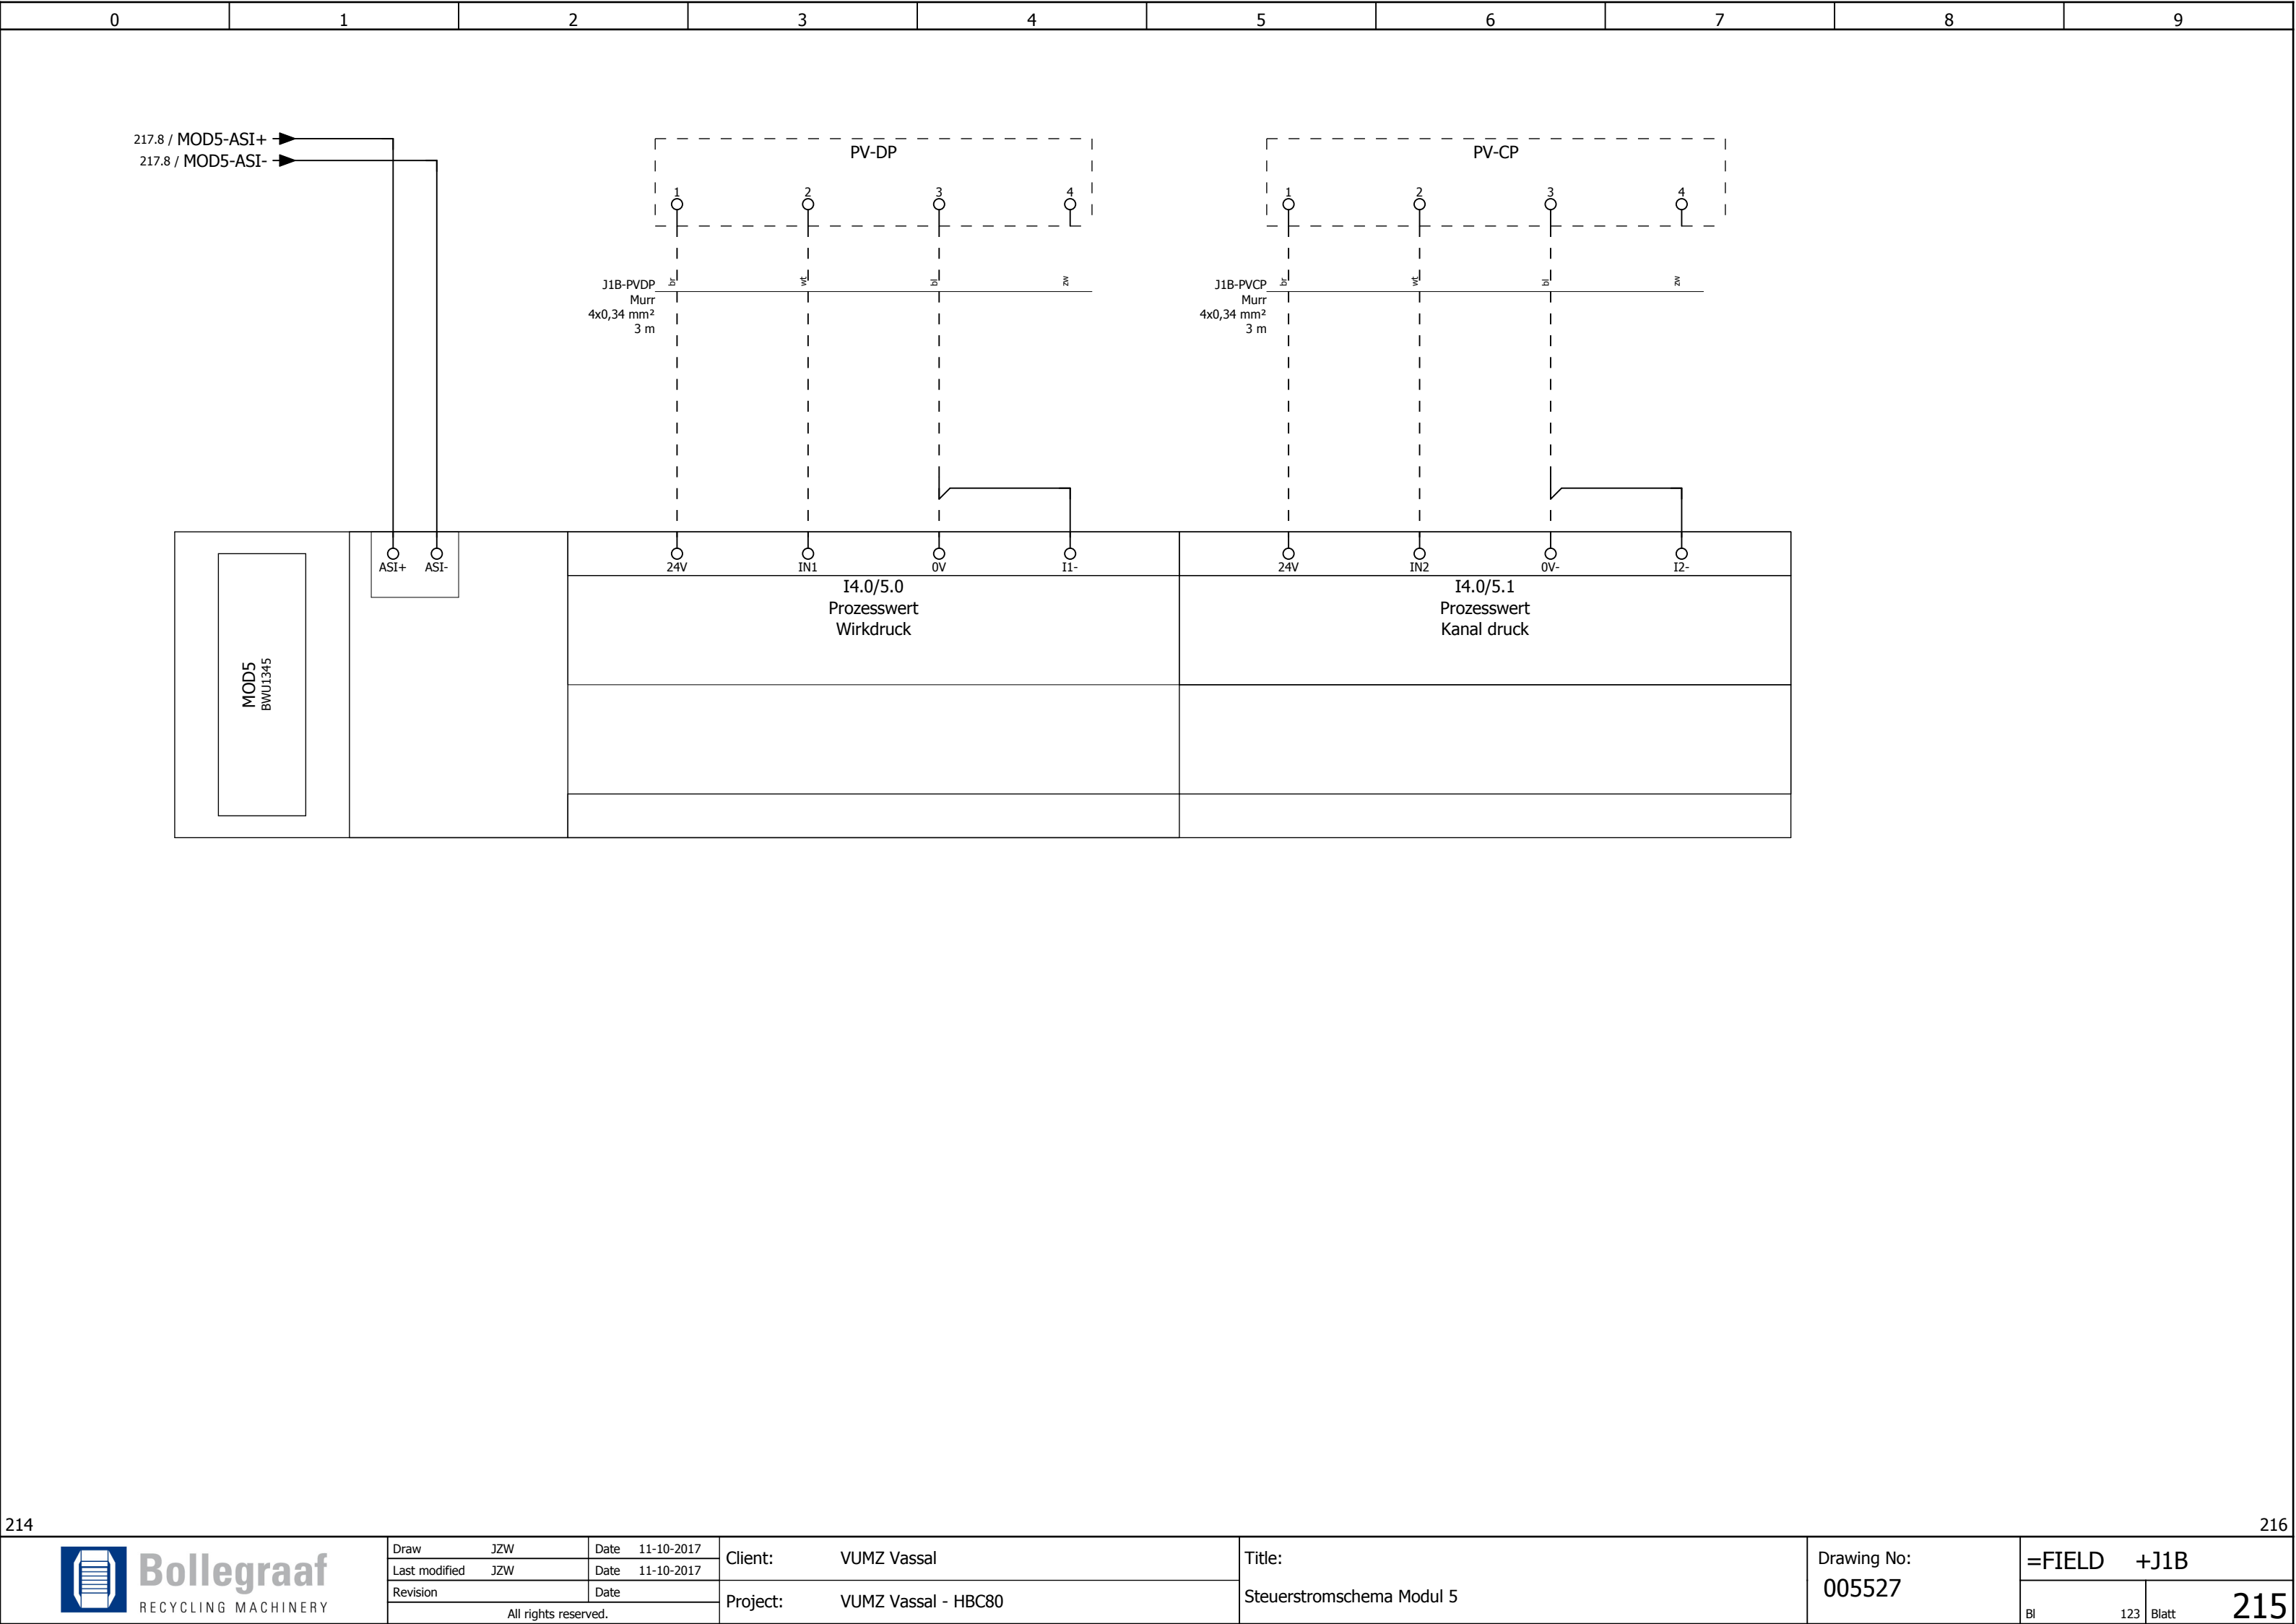 0 1 2 3 4 5 6 7 8 9
217.8 / MOD5-ASI+
217.8 / MOD5-ASI-
PV-DP
1 2 3 4
J1B-PVDP
Murr
4x0,34 mm²
3 m
br wt bl zw
PV-CP
1 2 3 4
J1B-PVCP
Murr
4x0,34 mm²
3 m
br wt bl zw
MOD5
BWU1345
ASI+ ASI-
24V IN1 0V I1-
I4.0/5.0
Prozesswert
Wirkdruck
24V IN2 0V- I2-
I4.0/5.1
Prozesswert
Kanal druck
214
216
Bollegraaf
RECYCLING MACHINERY
Draw JZW Date 11-10-2017
Last modified JZW Date 11-10-2017
Revision Date
All rights reserved.
Client: VUMZ Vassal
Project: VUMZ Vassal - HBC80
Title:
Steuerstromschema Modul 5
Drawing No:
005527
=FIELD +J1B
Bl 123 Blatt 215